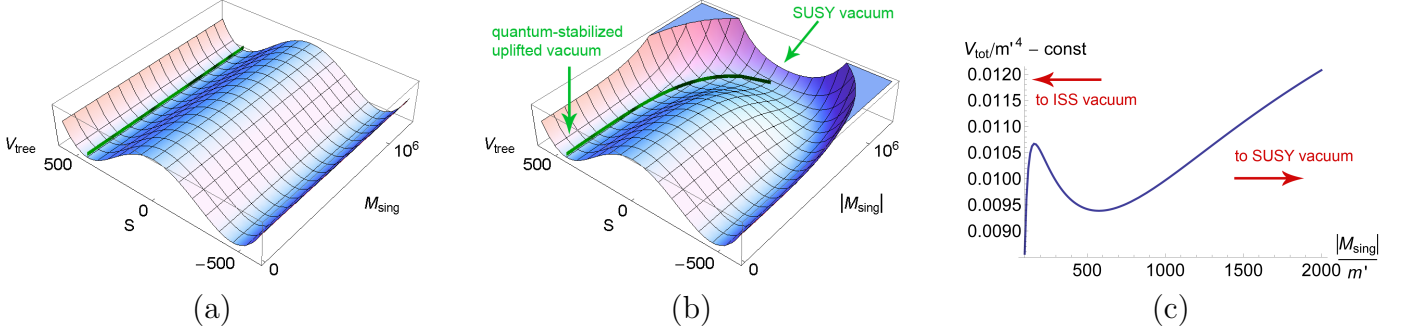 V_tree
500
S
0
−500
0
M_sing
10^6
(a)
quantum-stabilized
uplifted vacuum
SUSY vacuum
V_tree
500
S
0
−500
0
|M_sing|
10^6
(b)
V_tot/m'^4 − const
0.0120
0.0115
0.0110
0.0105
0.0100
0.0095
0.0090
to ISS vacuum
to SUSY vacuum
500
1000
1500
2000
|M_sing|
m'
(c)